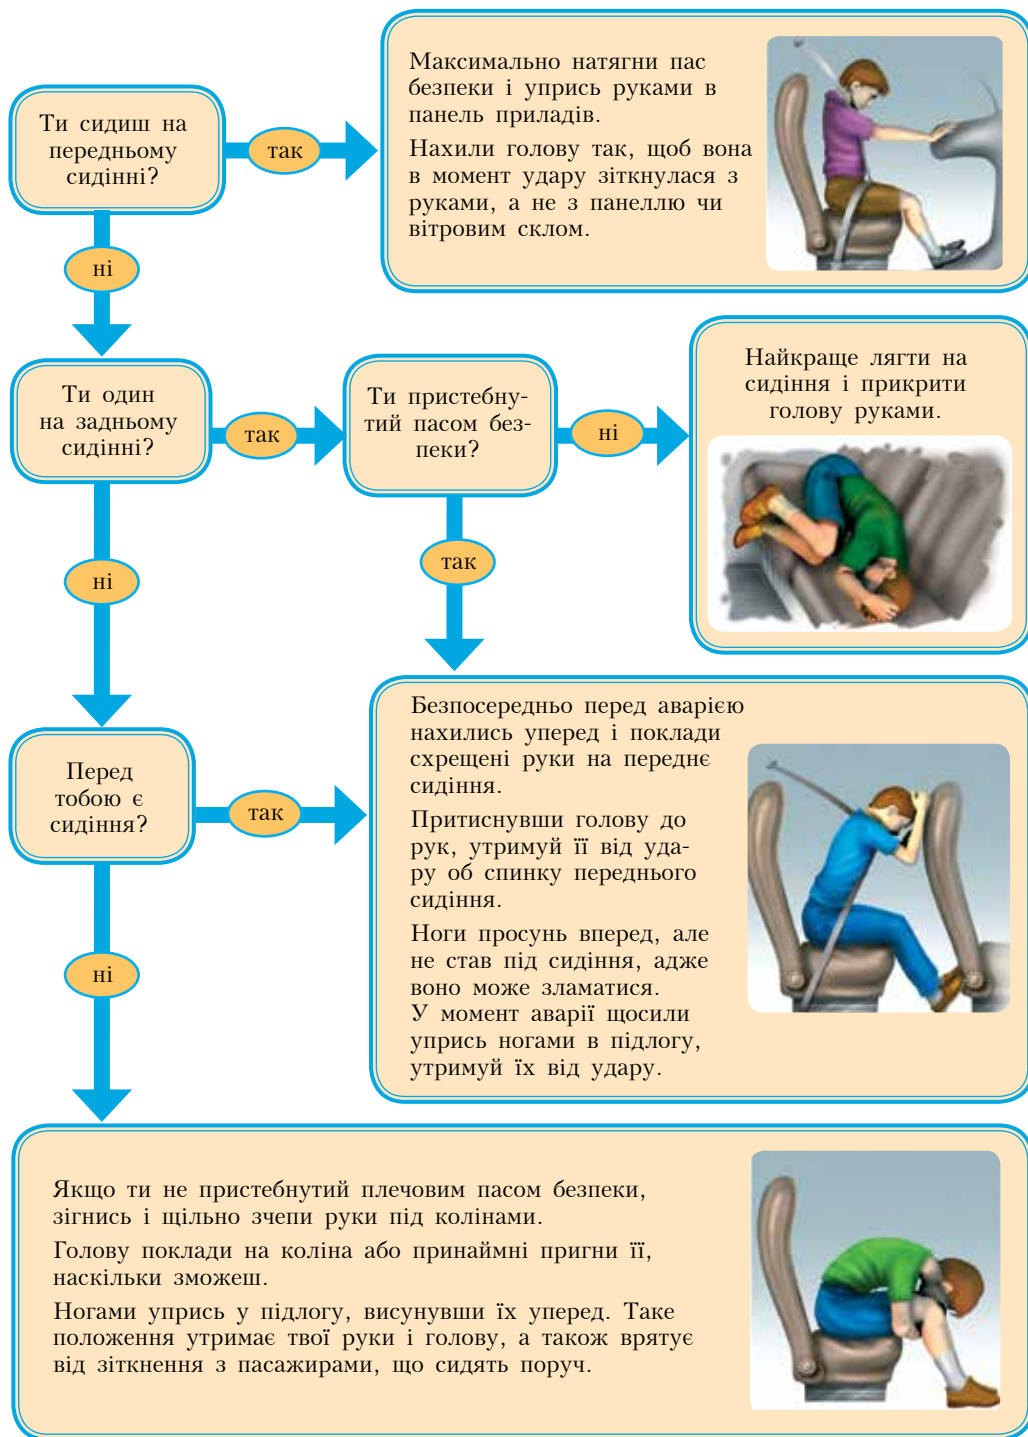 Ти сидиш на
передньому
сидінні?
так
Максимально натягни пас
безпеки і упрись руками в
панель приладів.
Нахили голову так, щоб вона
в момент удару зіткнулася з
руками, а не з панеллю чи
вітровим склом.
ні
Ти один
на задньому
сидінні?
так
Ти пристебну-
тий пасом без-
пеки?
ні
Найкраще лягти на
сидіння і прикрити
голову руками.
ні
так
Перед
тобою є
сидіння?
так
Безпосередньо перед аварією
нахились уперед і поклади
схрещені руки на переднє
сидіння.
Притиснувши голову до
рук, утримуй її від уда-
ру об спинку переднього
сидіння.
Ноги просунь вперед, але
не став під сидіння, адже
воно може зламатися.
У момент аварії щосили
упрись ногами в підлогу,
утримуй їх від удару.
ні
Якщо ти не пристебнутий плечовим пасом безпеки,
зігнись і щільно зчепи руки під колінами.
Голову поклади на коліна або принаймні пригни її,
наскільки зможеш.
Ногами упрись у підлогу, висунувши їх уперед. Таке
положення утримає твої руки і голову, а також врятує
від зіткнення з пасажирами, що сидять поруч.